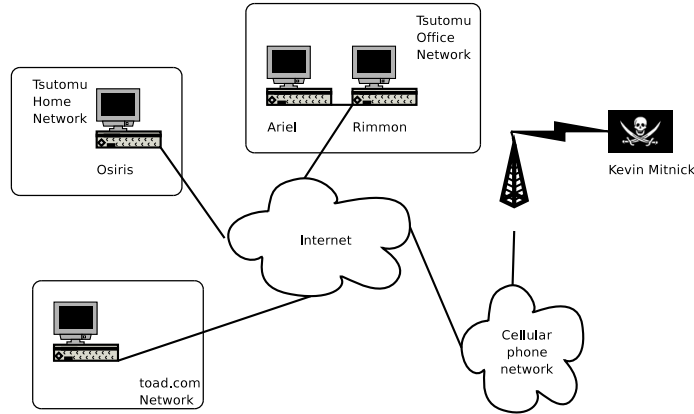 Tsutomu
Home
Network
Osiris
Tsutomu
Office
Network
Ariel
Rimmon
Kevin Mitnick
Internet
Cellular
phone
network
toad.com
Network